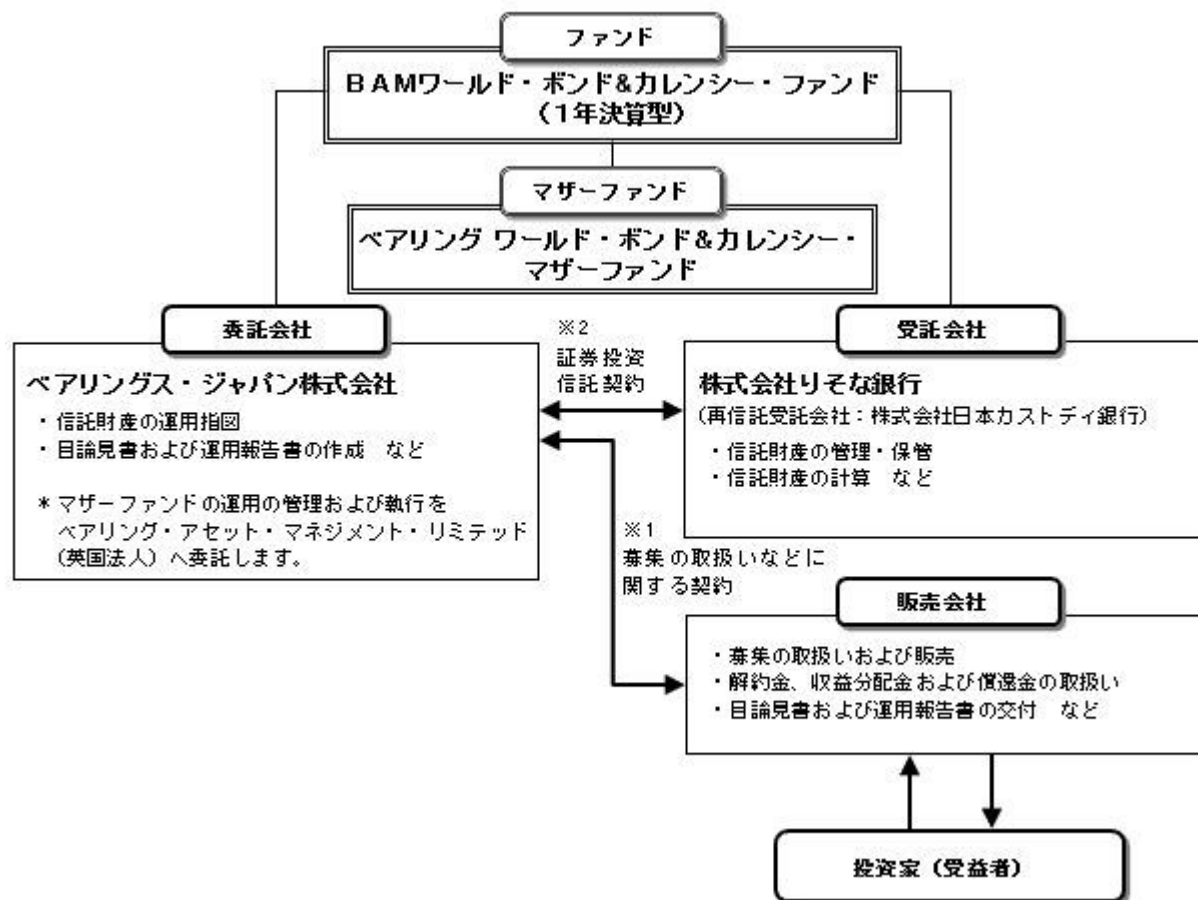 ファンド
BAMワールド・ボンド&カレンシー・ファンド
（1年決算型）
マザーファンド
ベアリング ワールド・ボンド&カレンシー・
マザーファンド
委託会社
ベアリングス・ジャパン株式会社
・信託財産の運用指図
・目論見書および運用報告書の作成 など
＊マザーファンドの運用の管理および執行を
ベアリング・アセット・マネジメント・リミテッド
（英国法人）へ委託します。
※2
証券投資
信託契約
受託会社
株式会社りそな銀行
(再信託受託会社：株式会社日本カストディ銀行)
・信託財産の管理・保管
・信託財産の計算 など
※1
募集の取扱いなどに
関する契約
販売会社
・募集の取扱いおよび販売
・解約金、収益分配金および償還金の取扱い
・目論見書および運用報告書の交付 など
投資家（受益者）